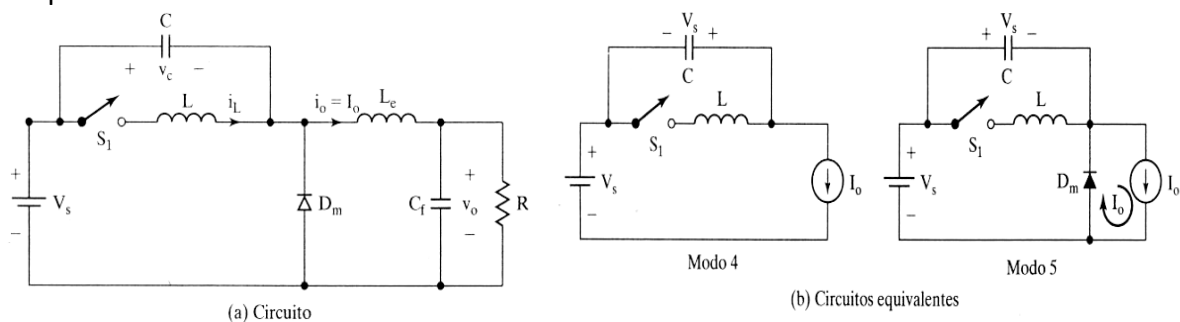 C
+ v_c −
L
i_L
i_o = I_o
L_e
S_1
+
V_s
−
D_m
C_f
+
v_o
−
R
(a) Circuito
V_s
− +
C
L
S_1
+
V_s
−
I_o
Modo 4
V_s
+ −
C
L
S_1
+
V_s
−
D_m
I_o
I_o
Modo 5
(b) Circuitos equivalentes